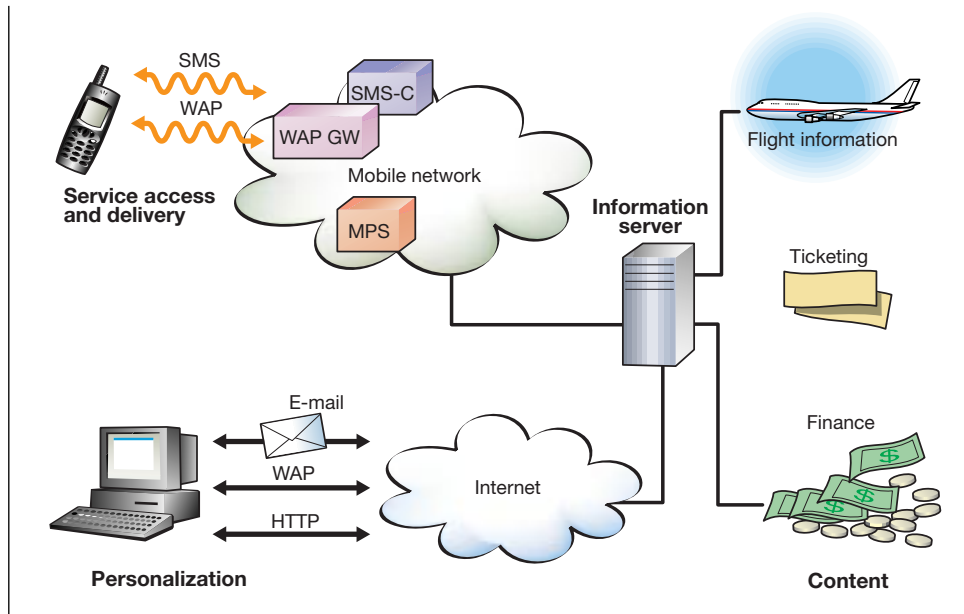 SMS
SMS-C
WAP
WAP GW
Mobile network
MPS
Service access
and delivery
Information
server
Flight information
Ticketing
E-mail
WAP
HTTP
Internet
Finance
$
$
$
$
Personalization
Content